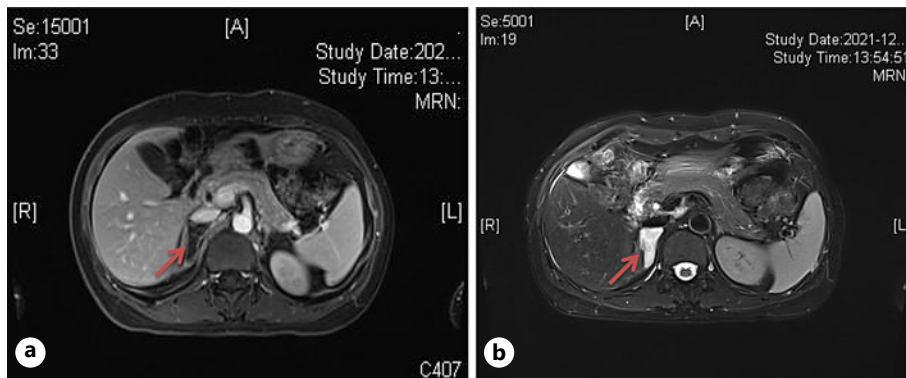 Se:15001
Im:33
[A]
.
Study Date:202...
Study Time:13:...
MRN:
[R]
[L]
a
C407
Se:5001
Im:19
[A]
Study Date:2021-12...
Study Time:13:54:51
MRN
[R]
[L
b